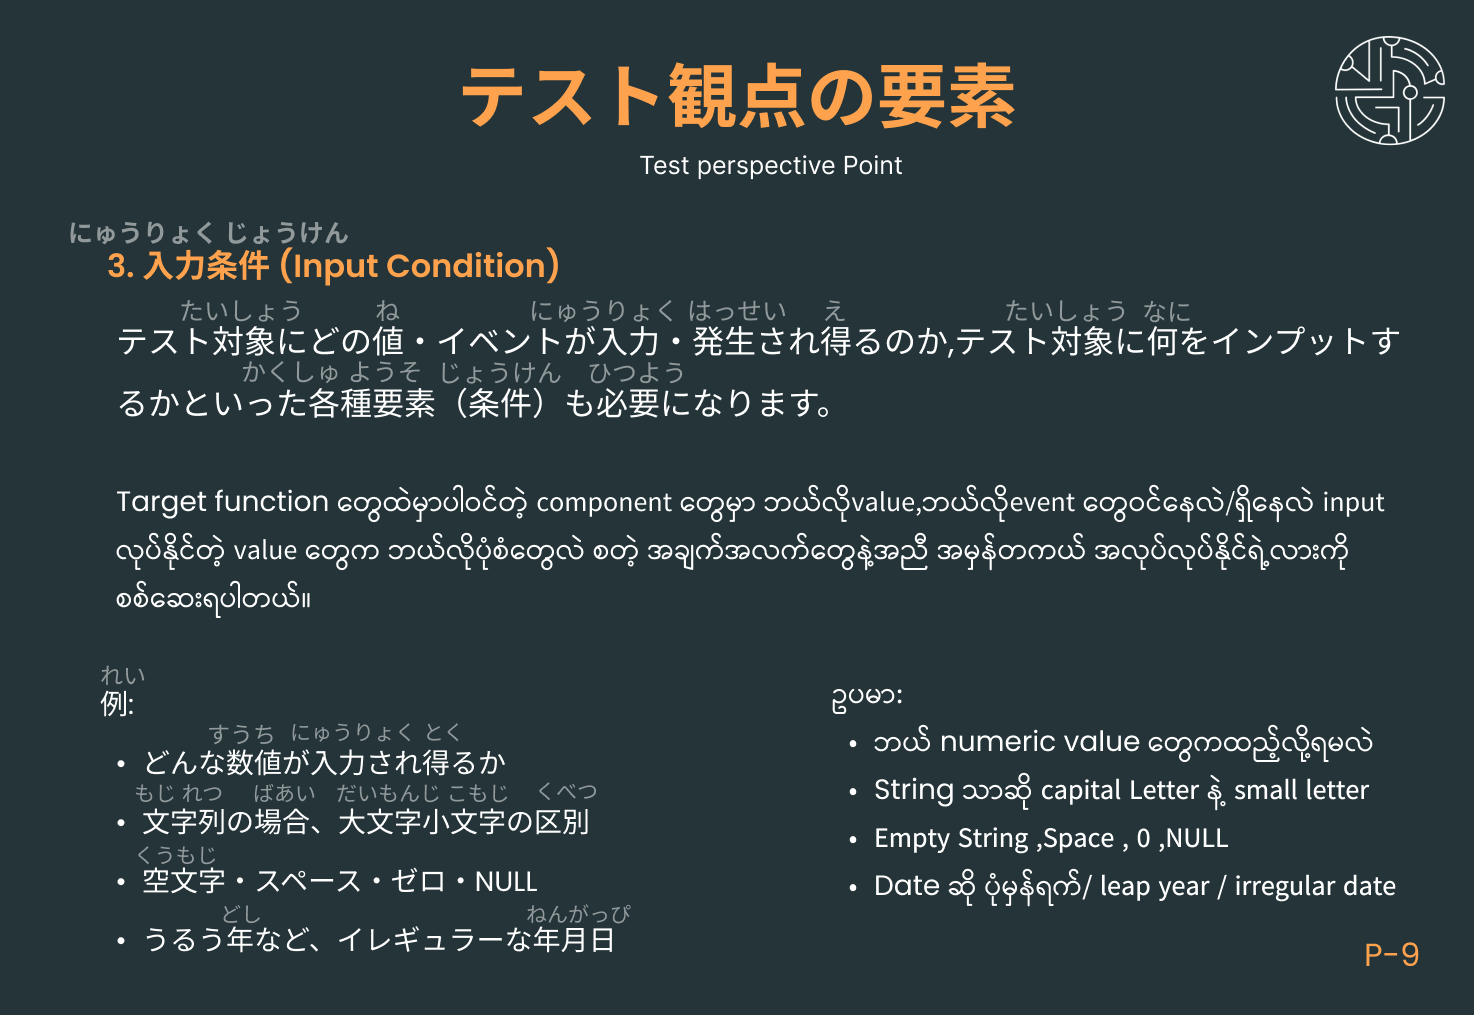 テスト観点の要素
Test perspective Point
にゅうりょく じょうけん
3. 入力条件 (Input Condition)
たいしょう ね にゅうりょく はっせい え たいしょう なに
テスト対象にどの値・イベントが入力・発生され得るのか,テスト対象に何をインプットす
かくしゅ ようそ じょうけん ひつよう
るかといった各種要素（条件）も必要になります。
Target function တွေထဲမှာပါဝင်တဲ့ component တွေမှာ ဘယ်လိုvalue,ဘယ်လိုevent တွေဝင်နေလဲ/ရှိနေလဲ input
လုပ်နိုင်တဲ့ value တွေက ဘယ်လိုပုံစံတွေလဲ စတဲ့ အချက်အလက်တွေနဲ့အညီ အမှန်တကယ် အလုပ်လုပ်နိုင်ရဲ့လားကို
စစ်ဆေးရပါတယ်။
れい
例:
すうち にゅうりょく とく
• どんな数値が入力され得るか
もじ れつ ばあい だいもんじ こもじ くべつ
• 文字列の場合、大文字小文字の区別
くうもじ
• 空文字・スペース・ゼロ・NULL
どし ねんがっぴ
• うるう年など、イレギュラーな年月日
ဥပမာ:
• ဘယ် numeric value တွေကထည့်လို့ရမလဲ
• String သာဆို capital Letter နဲ့ small letter
• Empty String ,Space , 0 ,NULL
• Date ဆို ပုံမှန်ရက်/ leap year / irregular date
P-9